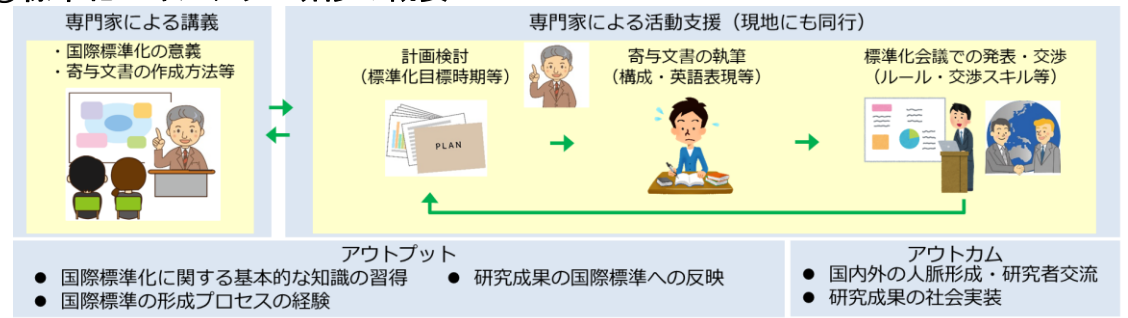 専門家による講義
・国際標準化の意義
・寄与文書の作成方法等
専門家による活動支援（現地にも同行）
計画検討
（標準化目標時期等）
PLAN
寄与文書の執筆
（構成・英語表現等）
標準化会議での発表・交渉
（ルール・交渉スキル等）
アウトプット
● 国際標準化に関する基本的な知識の習得
● 国際標準の形成プロセスの経験
● 研究成果の国際標準への反映
アウトカム
● 国内外の人脈形成・研究者交流
● 研究成果の社会実装